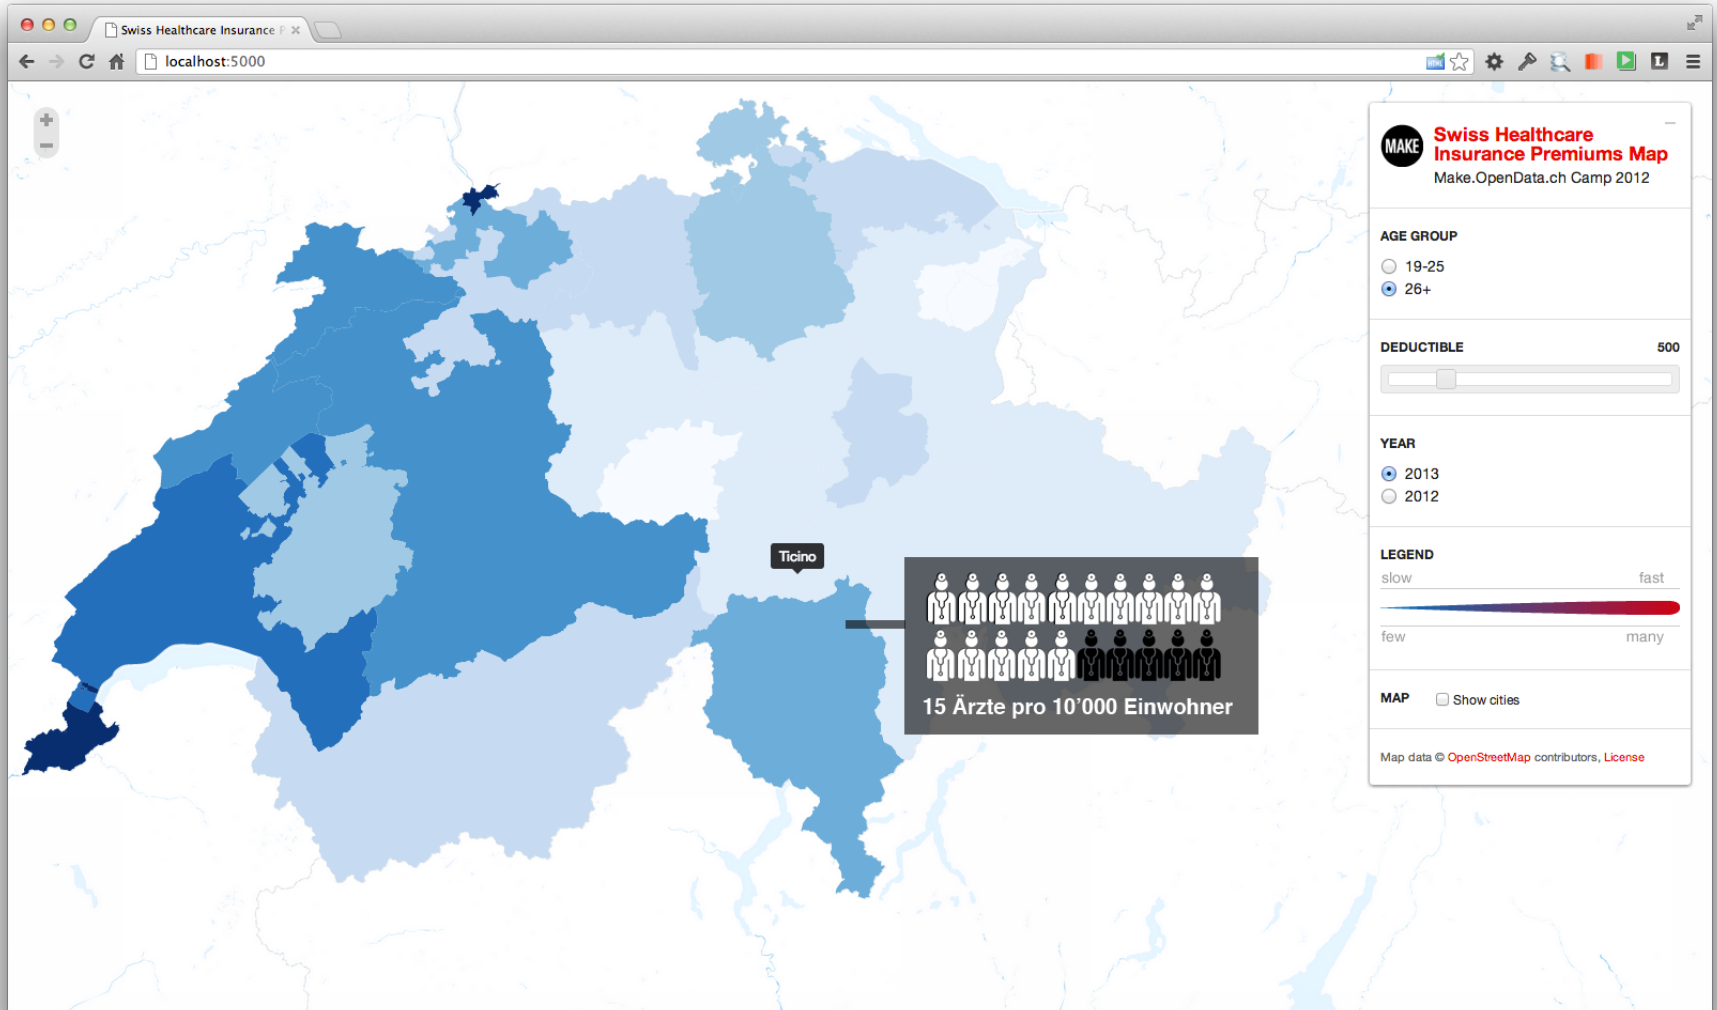 Swiss Healthcare Insurance P
localhost:5000
MAKE
Swiss Healthcare
Insurance Premiums Map
Make.OpenData.ch Camp 2012
AGE GROUP
19-25
26+
DEDUCTIBLE 500
YEAR
2013
2012
LEGEND
slow fast
few many
MAP Show cities
Map data © OpenStreetMap contributors, License
Ticino
15 Ärzte pro 10’000 Einwohner